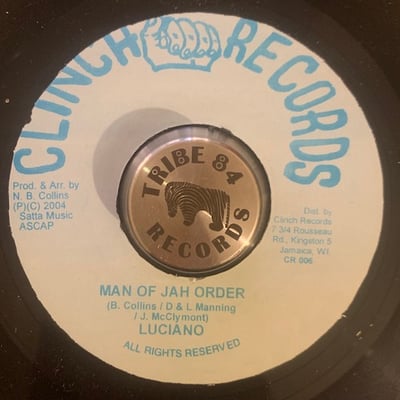 CLINCH RECORDS
Prod. & Arr. by
N. B. Collins
(P)(C) 2004
Satta Music
ASCAP
TRIBE 84
RECORDS
Dist. by
Clinch Records
7 3/4 Rousseau
Rd., Kingston 5
Jamaica, WI.
CR 006
MAN OF JAH ORDER
(B. Collins / D & L Manning
/ J. McClymont)
LUCIANO
ALL RIGHTS RESERVED